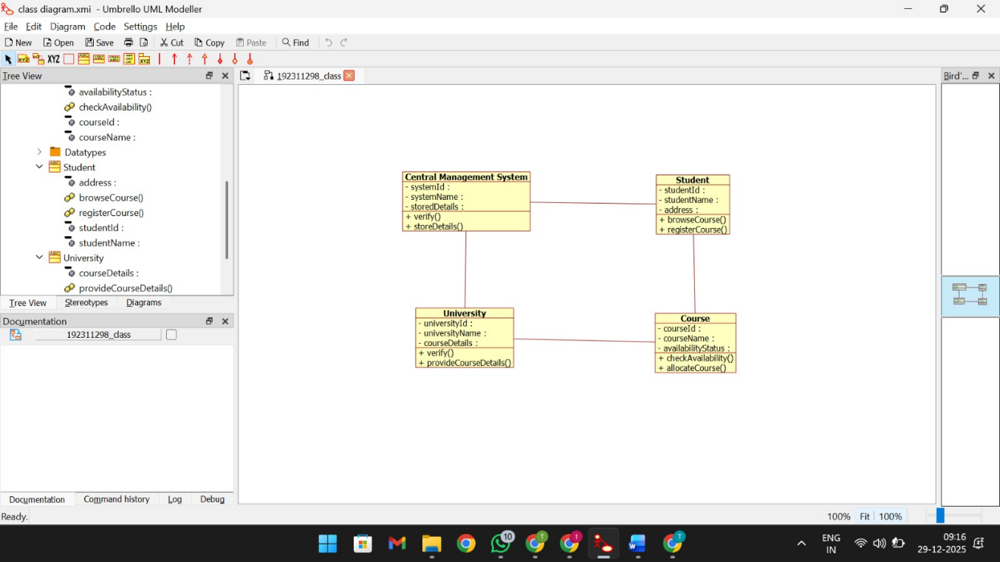 class diagram.xmi - Umbrello UML Modeller
File Edit Diagram Code Settings Help
New Open Save Cut Copy Paste Find
XYZ
Tree View
192311298_class
Bird'...
availabilityStatus :
checkAvailability()
courseId :
courseName :
Datatypes
Student
address :
browseCourse()
registerCourse()
studentId :
studentName :
University
courseDetails :
provideCourseDetails()
Tree View Stereotypes Diagrams
Documentation
192311298_class
Documentation Command history Log Debug
Central Management System
- systemId :
- systemName :
- storedDetails :
+ verify()
+ storeDetails()
Student
- studentId :
- studentName :
- address :
+ browseCourse()
+ registerCourse()
University
- universityId :
- universityName :
- courseDetails :
+ verify()
+ provideCourseDetails()
Course
- courseId :
- courseName :
- availabilityStatus :
+ checkAvailability()
+ allocateCourse()
Ready.
100% Fit 100%
10
T
t
T
ENG
IN
09:16
29-12-2025